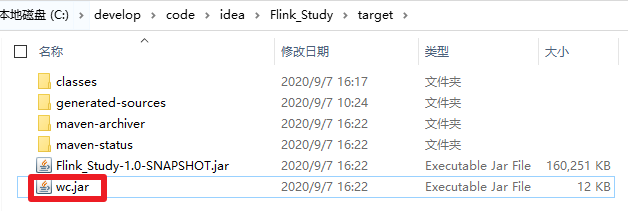 本地磁盘 (C:) › develop › code › idea › Flink_Study › target ›
名称 修改日期 类型 大小
classes 2020/9/7 16:17 文件夹
generated-sources 2020/9/7 10:24 文件夹
maven-archiver 2020/9/7 16:22 文件夹
maven-status 2020/9/7 16:22 文件夹
Flink_Study-1.0-SNAPSHOT.jar 2020/9/7 16:22 Executable Jar File 160,251 KB
wc.jar 2020/9/7 16:22 Executable Jar File 12 KB